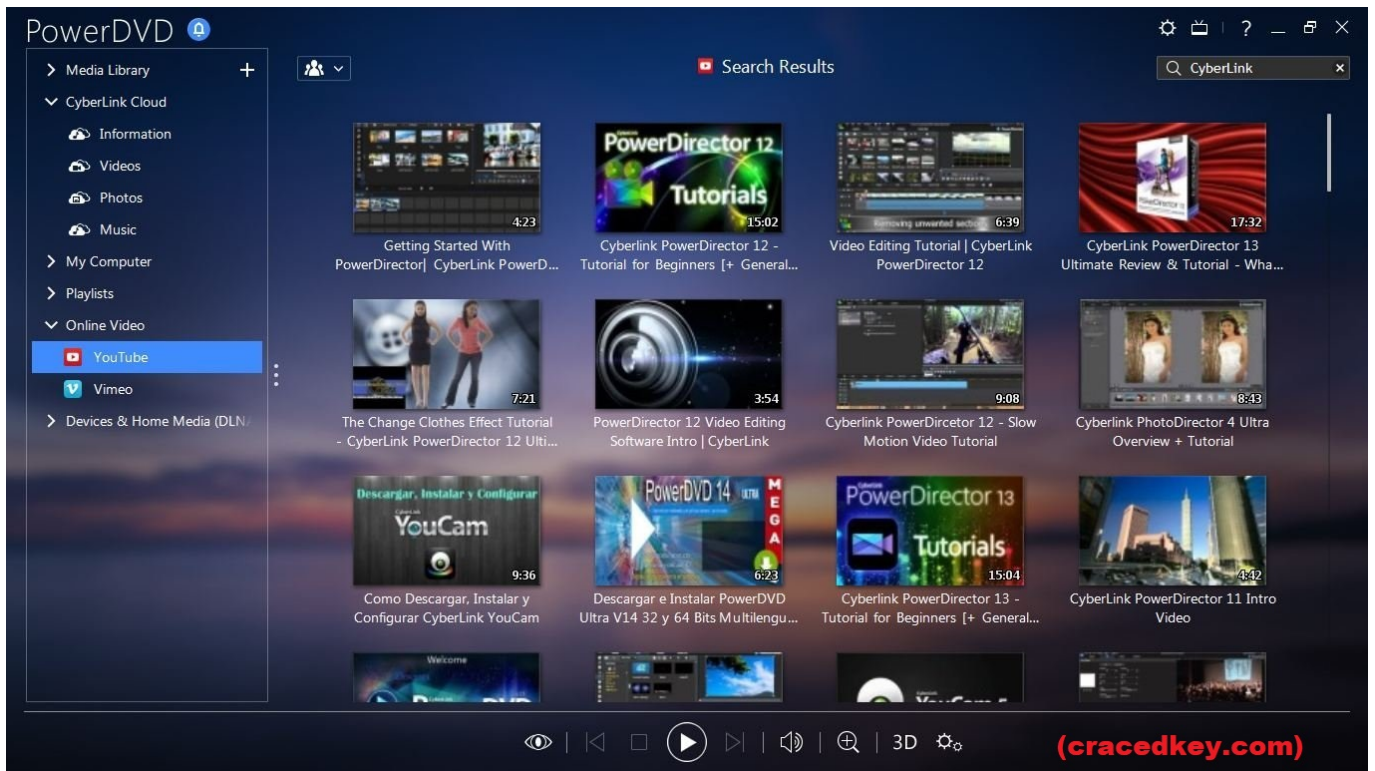 PowerDVD
?
Media Library
CyberLink Cloud
Information
Videos
Photos
Music
My Computer
Playlists
Online Video
YouTube
Vimeo
Devices & Home Media (DLN
Search Results
CyberLink
4:23
Getting Started With
PowerDirector| CyberLink PowerD...
PowerDirector 12
Tutorials
15:02
Cyberlink PowerDirector 12 -
Tutorial for Beginners [+ General...
Removing unwanted
6:39
Video Editing Tutorial | CyberLink
PowerDirector 12
17:32
CyberLink PowerDirector 13
Ultimate Review & Tutorial - Wha...
7:21
The Change Clothes Effect Tutorial
- CyberLink PowerDirector 12 Ulti...
3:54
PowerDirector 12 Video Editing
Software Intro | CyberLink
9:08
Cyberlink PowerDircetor 12 - Slow
Motion Video Tutorial
8:43
Cyberlink PhotoDirector 4 Ultra
Overview + Tutorial
Descargar, Instalar y Configurar
CyberLink
YouCam
9:36
Como Descargar, Instalar y
Configurar CyberLink YouCam
PowerDVD 14 ULTRA
MEGA
6:23
Descargar e Instalar PowerDVD
Ultra V14 32 y 64 Bits Multilengu...
PowerDirector 13
Tutorials
15:04
Cyberlink PowerDirector 13 -
Tutorial for Beginners [+ General...
4:42
CyberLink PowerDirector 11 Intro
Video
Welcome
3D
(cracedkey.com)